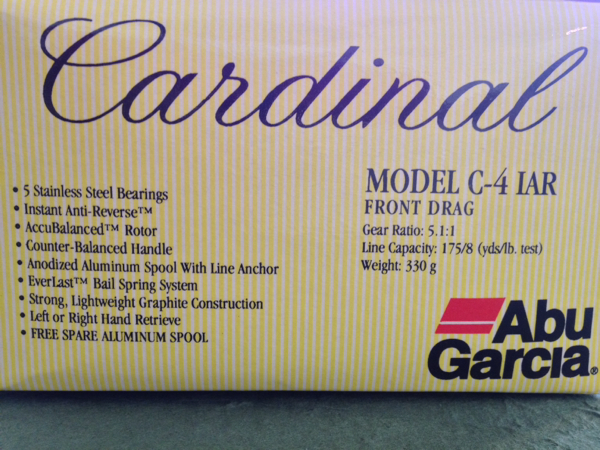 Cardinal
• 5 Stainless Steel Bearings
• Instant Anti-Reverse™
• AccuBalanced™ Rotor
• Counter-Balanced Handle
• Anodized Aluminum Spool With Line Anchor
• EverLast™ Bail Spring System
• Strong, Lightweight Graphite Construction
• Left or Right Hand Retrieve
• FREE SPARE ALUMINUM SPOOL
MODEL C-4 IAR
FRONT DRAG
Gear Ratio: 5.1:1
Line Capacity: 175/8 (yds/lb. test)
Weight: 330 g
Abu
Garcia®